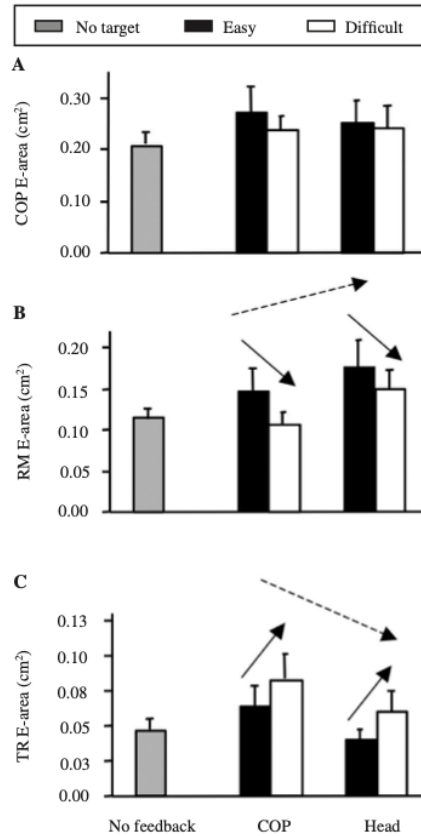 No target Easy Difficult
A
COP E-area (cm²)
0.30
0.20
0.10
0.00
B
RM E-area (cm²)
0.20
0.15
0.10
0.05
0.00
C
TR E-area (cm²)
0.13
0.10
0.08
0.05
0.03
0.00
No feedback COP Head